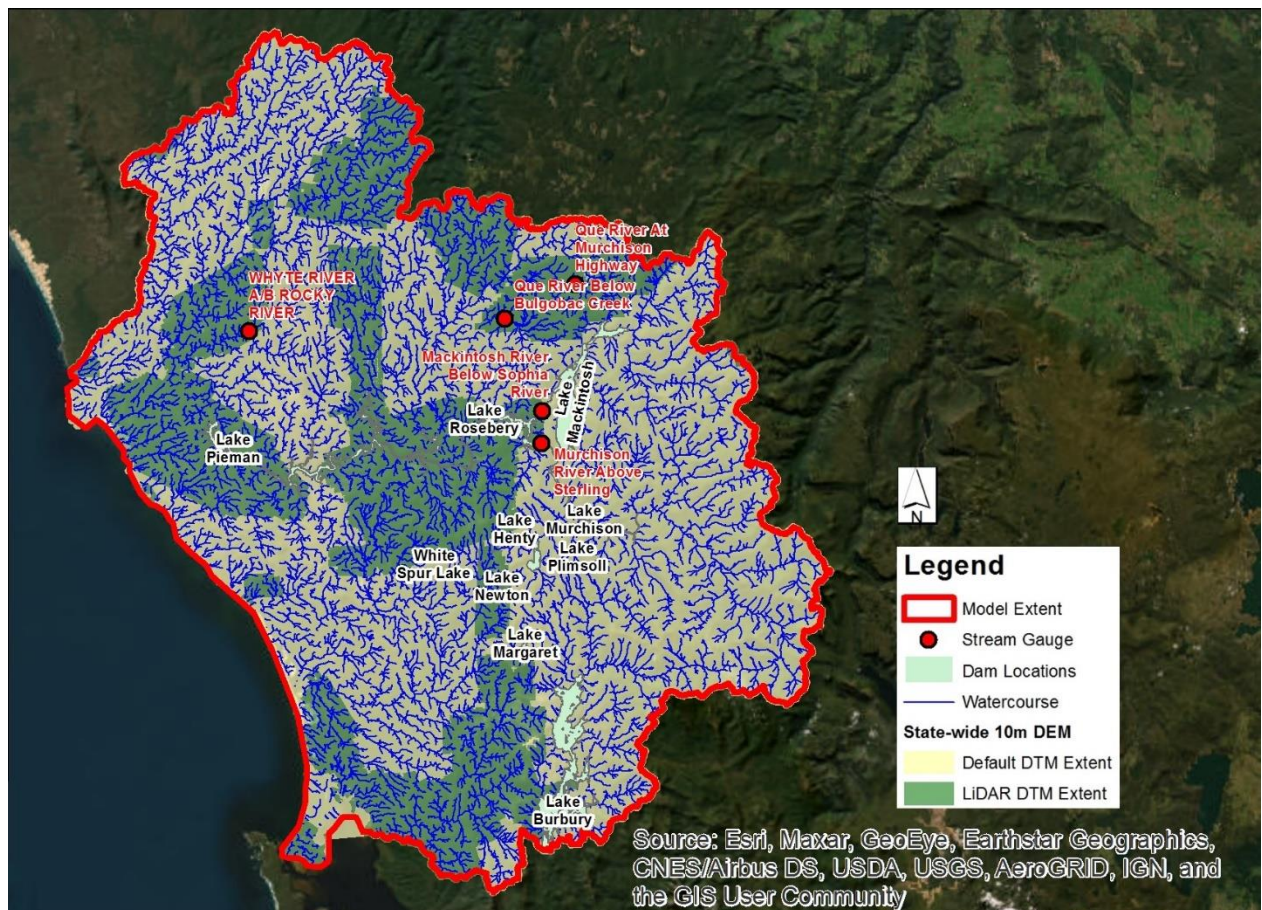 Que River At
Murchison
Highway
Que River Below
Bulgobac Creek
WHYTE RIVER
A/B ROCKY
RIVER
Mackintosh River
Below Sophia
River
Lake
Mackintosh
Lake
Rosebery
Lake
Pieman
Murchison
River Above
Sterling
Lake
Murchison
Lake
Henty
Lake
Plimsoll
White
Spur Lake
Lake
Newton
Lake
Margaret
Lake
Burbury
N
Legend
Model Extent
Stream Gauge
Dam Locations
Watercourse
State-wide 10m DEM
Default DTM Extent
LiDAR DTM Extent
Source: Esri, Maxar, GeoEye, Earthstar Geographics,
CNES/Airbus DS, USDA, USGS, AeroGRID, IGN, and
the GIS User Community